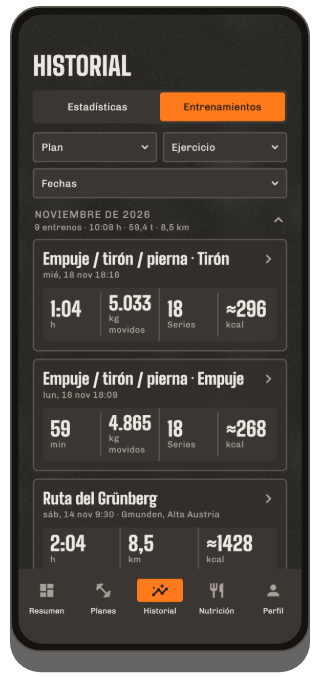 HISTORIAL
Estadísticas
Entrenamientos
Plan
Ejercicio
Fechas
NOVIEMBRE DE 2026
9 entrenos · 10:08 h · 59,4 t · 8,5 km
Empuje / tirón / pierna · Tirón
mié, 18 nov 18:16
1:04
h
5.033
kg
movidos
18
Series
≈296
kcal
Empuje / tirón / pierna · Empuje
lun, 16 nov 18:09
59
min
4.865
kg
movidos
18
Series
≈268
kcal
Ruta del Grünberg
sáb, 14 nov 9:30 · Gmunden, Alta Austria
2:04
h
8,5
km
≈1428
kcal
Resumen
Planes
Historial
Nutrición
Perfil